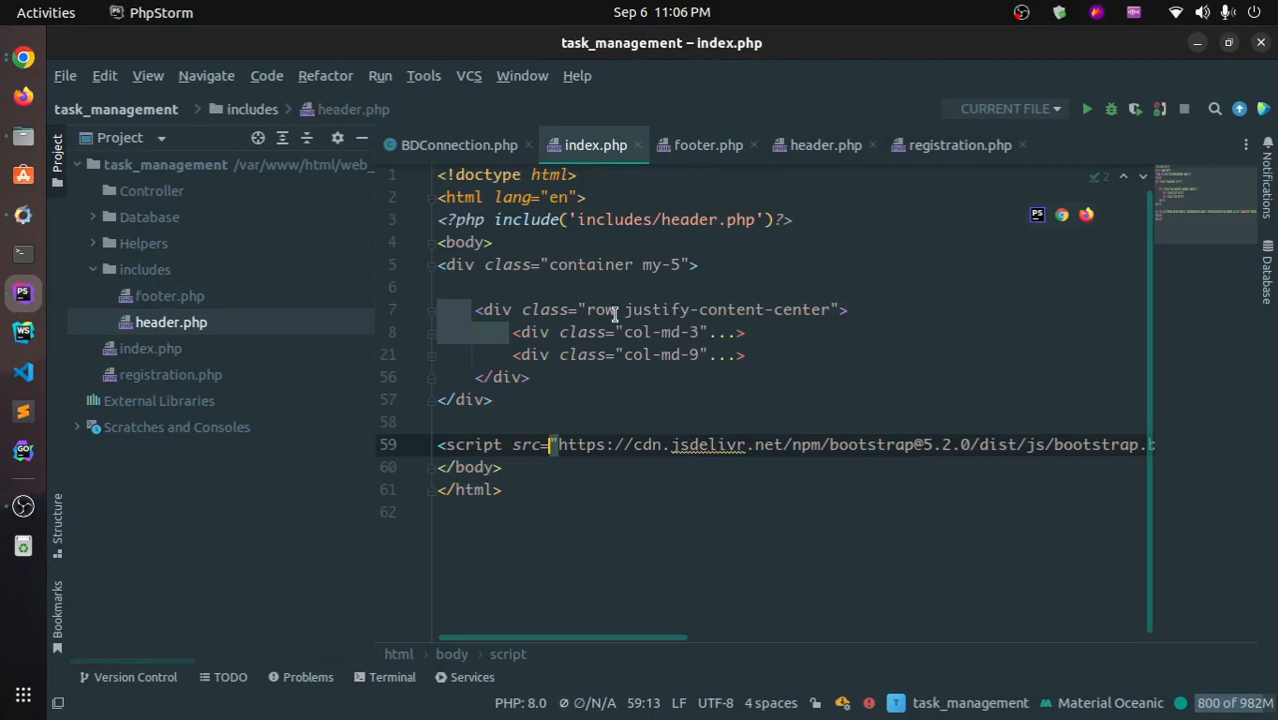 Activities
PhpStorm
Sep 6 11:06 PM
task_management – index.php
File Edit View Navigate Code Refactor Run Tools VCS Window Help
task_management
includes
header.php
CURRENT FILE
Project
BDConnection.php
index.php
footer.php
header.php
registration.php
Project
task_management /var/www/html/web_
Controller
Database
Helpers
includes
footer.php
header.php
index.php
registration.php
External Libraries
Scratches and Consoles
Structure
Bookmarks
1 <!doctype html>
2 <html lang="en">
3 <?php include('includes/header.php')?>
4 <body>
5 <div class="container my-5">
6
7 <div class="row justify-content-center">
8 <div class="col-md-3"...>
21 <div class="col-md-9"...>
56 </div>
57 </div>
58
59 <script src="https://cdn.jsdelivr.net/npm/bootstrap@5.2.0/dist/js/bootstrap.b
60 </body>
61 </html>
62
2
PS
Notifications
Database
html body script
Version Control
TODO
Problems
Terminal
Services
PHP: 8.0
∅/N/A
59:13
LF
UTF-8
4 spaces
T
task_management
Material Oceanic
800 of 982M